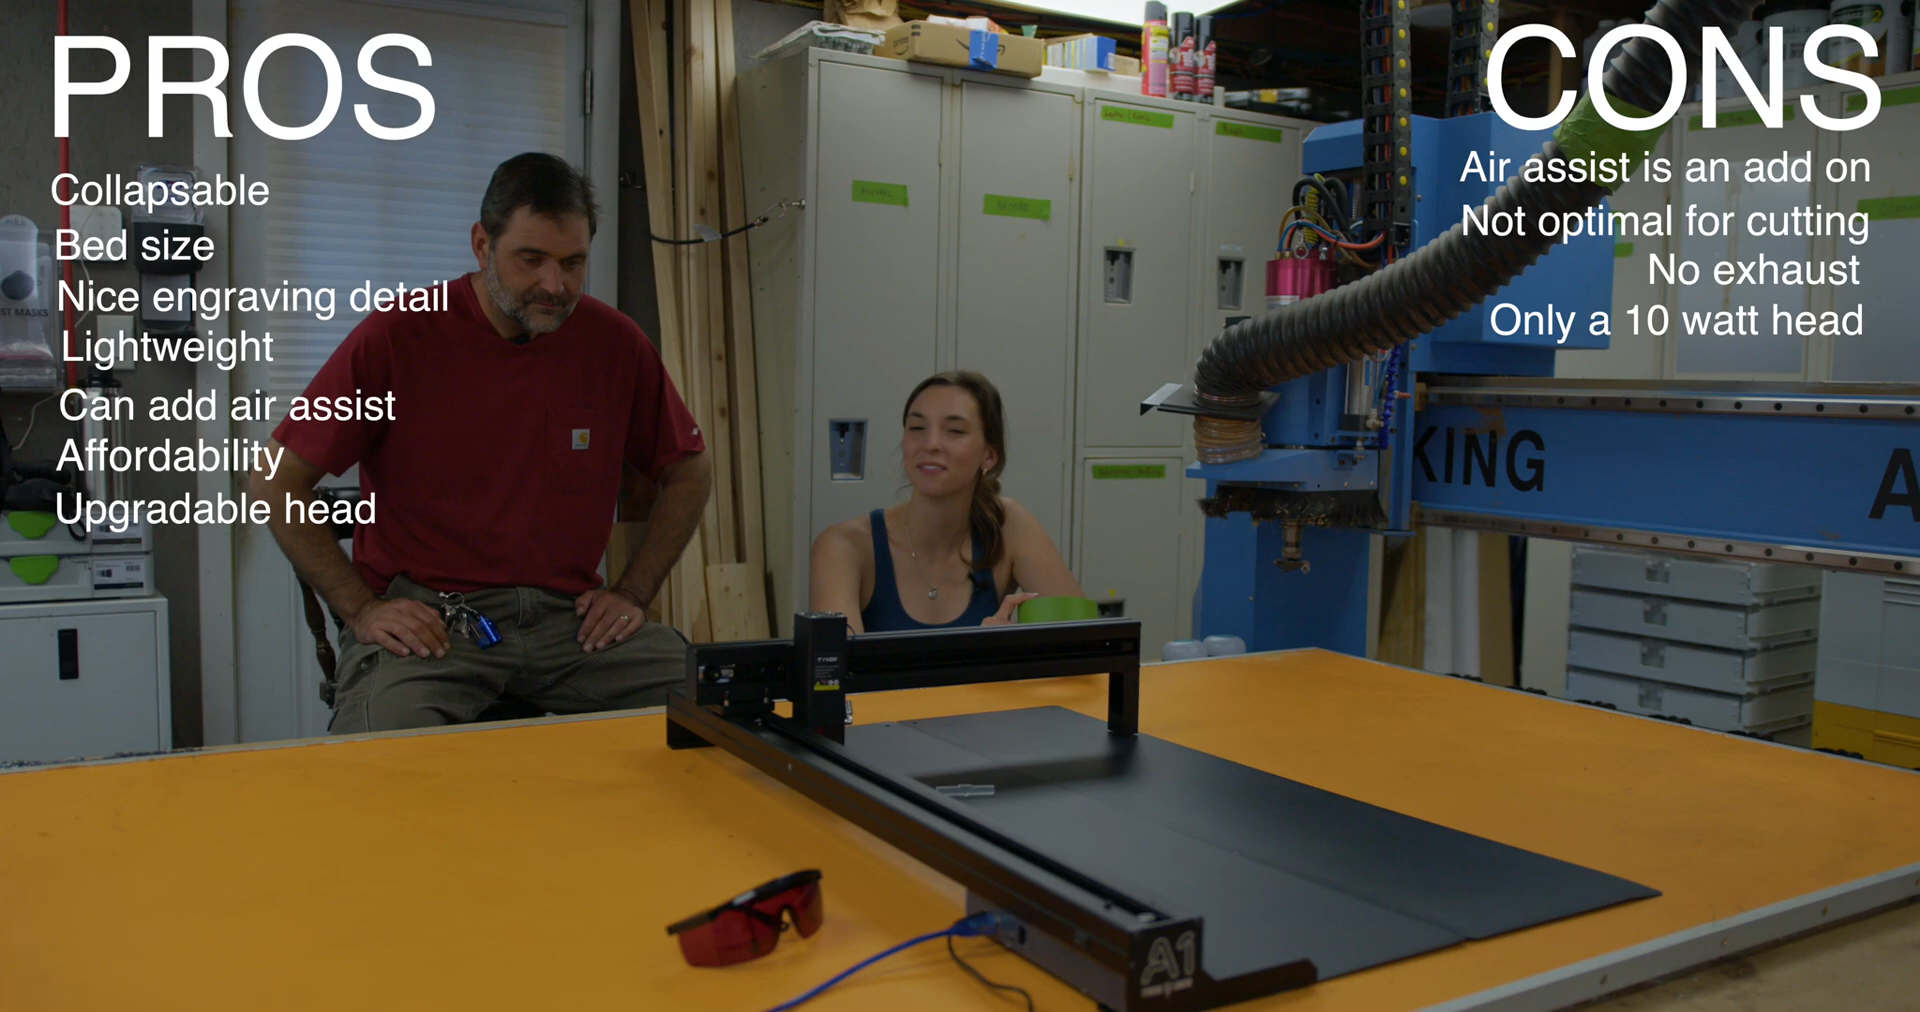 PROS
Collapsable
Bed size
Nice engraving detail
Lightweight
Can add air assist
Affordability
Upgradable head
CONS
Air assist is an add on
Not optimal for cutting
No exhaust
Only a 10 watt head
KING
A
A1